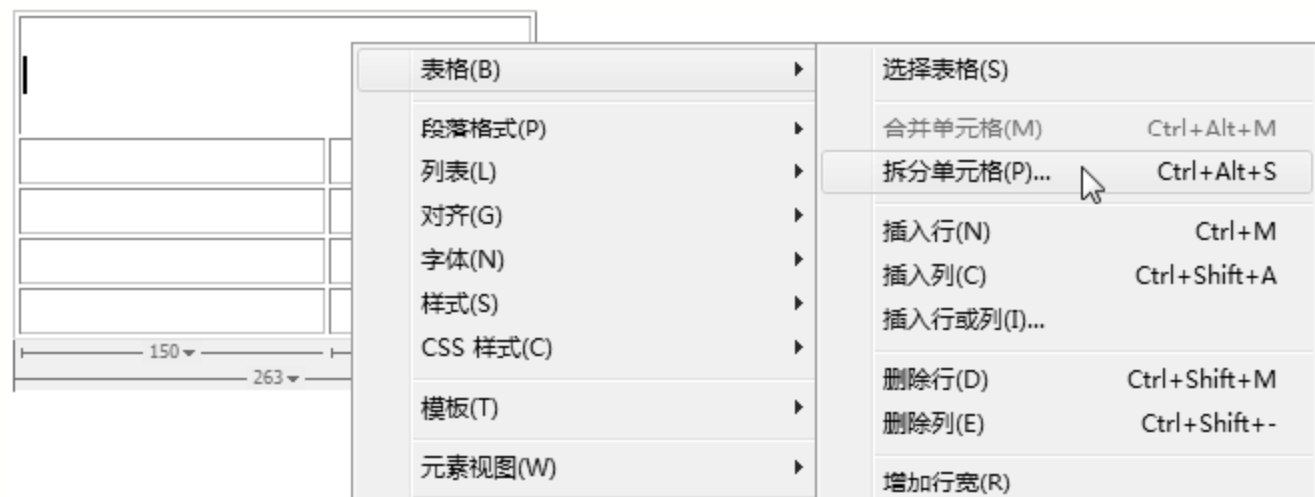 表格(B)
段落格式(P)
列表(L)
对齐(G)
字体(N)
样式(S)
CSS 样式(C)
模板(T)
元素视图(W)
选择表格(S)
合并单元格(M) Ctrl+Alt+M
拆分单元格(P)... Ctrl+Alt+S
插入行(N) Ctrl+M
插入列(C) Ctrl+Shift+A
插入行或列(I)...
删除行(D) Ctrl+Shift+M
删除列(E) Ctrl+Shift+-
增加行宽(R)
150
263